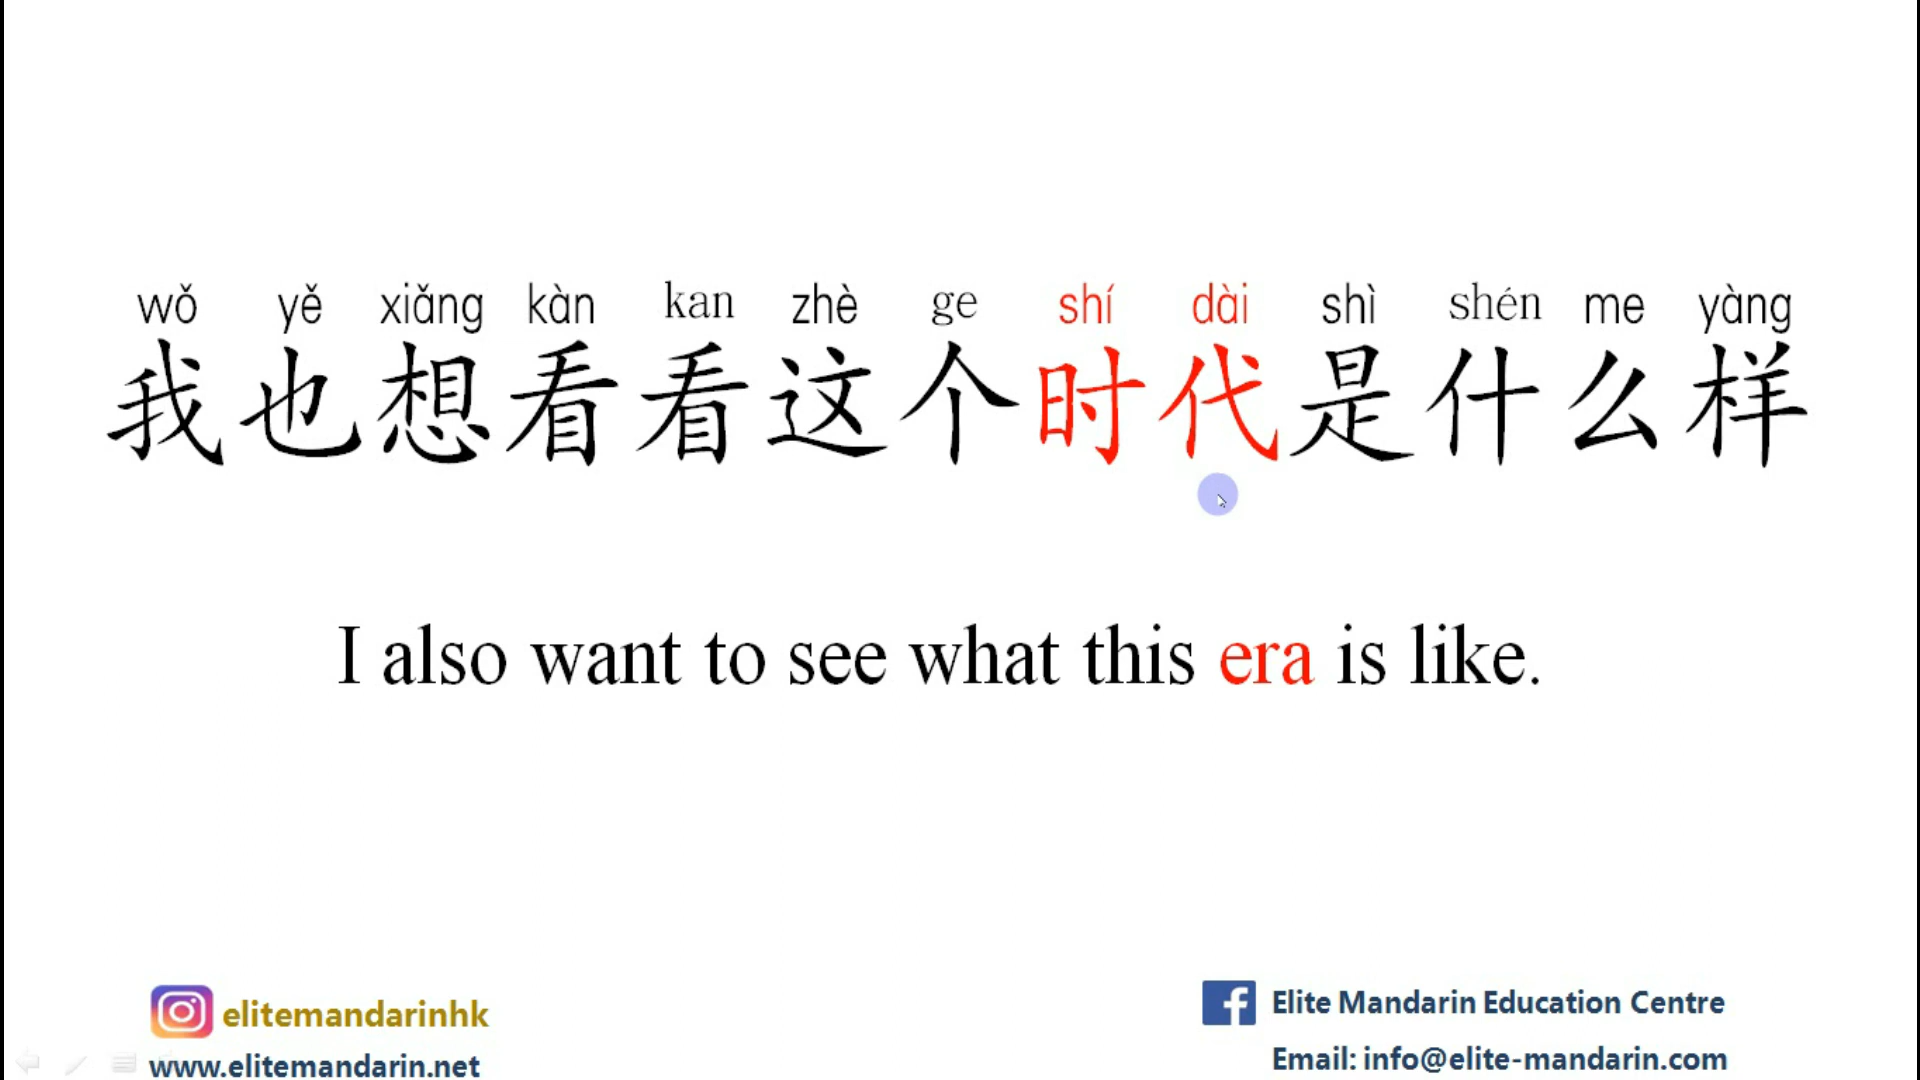 wǒ yě xiǎng kàn kan zhè ge shí dài shì shén me yàng
我也想看看这个时代是什么样
I also want to see what this era is like.
elitemandarinhk
www.elitemandarin.net
Elite Mandarin Education Centre
Email: info@elite-mandarin.com